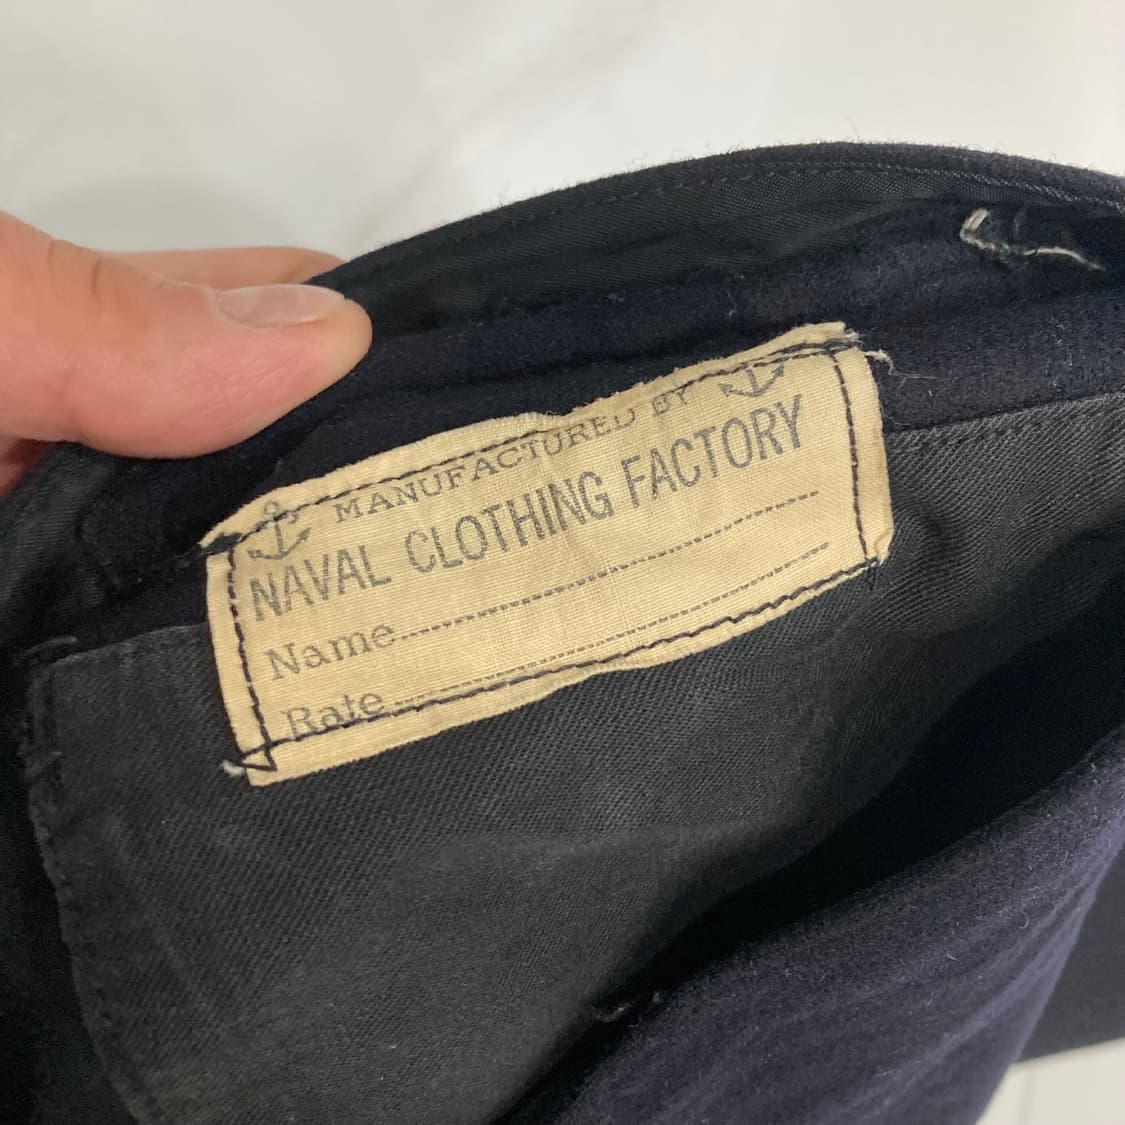 MANUFACTURED BY
NAVAL CLOTHING FACTORY
Name
Rate